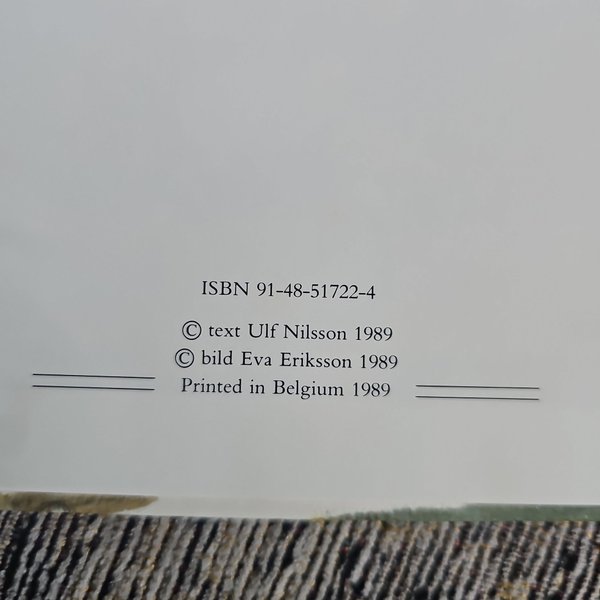 ISBN 91-48-51722-4
© text Ulf Nilsson 1989
© bild Eva Eriksson 1989
Printed in Belgium 1989